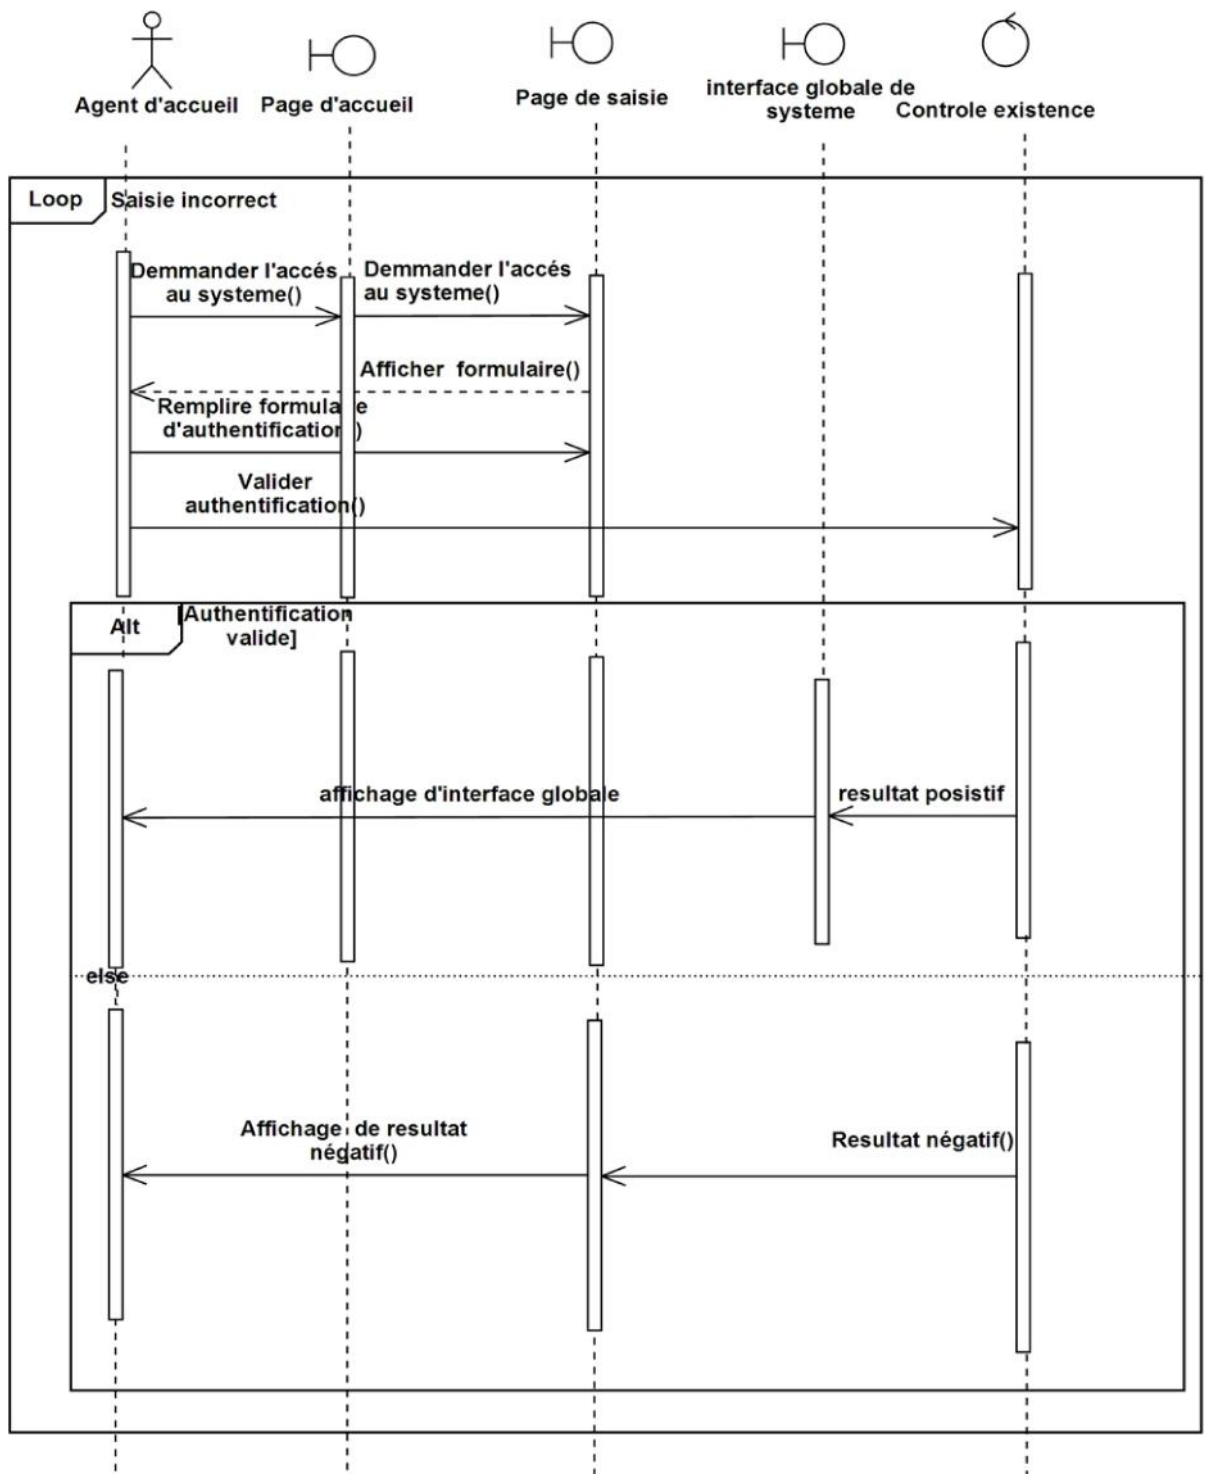 Agent d'accueil
Page d'accueil
Page de saisie
interface globale de
systeme
Controle existence
Loop
Saisie incorrect
Demmander l'accés
au systeme()
Demmander l'accés
au systeme()
Afficher formulaire()
Remplire formulaire
d'authentification()
Valider
authentification()
Alt
[Authentification
valide]
affichage d'interface globale
resultat posistif
else
Affichage de resultat
négatif()
Resultat négatif()